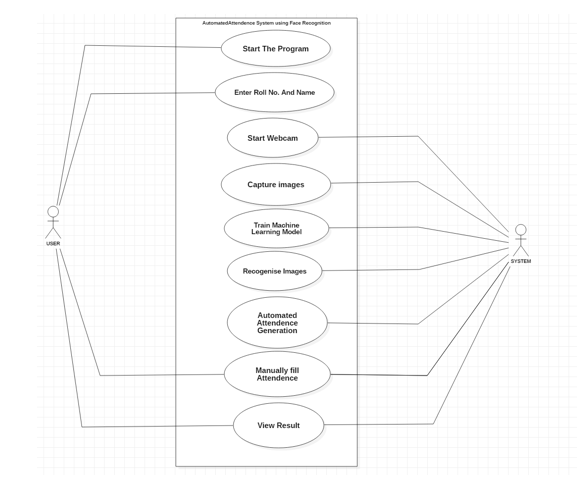 AutomatedAttendence System using Face Recognition
Start The Program
Enter Roll No. And Name
Start Webcam
Capture images
Train Machine
Learning Model
Recogenise Images
Automated
Attendence
Generation
Manually fill
Attendence
View Result
USER
SYSTEM